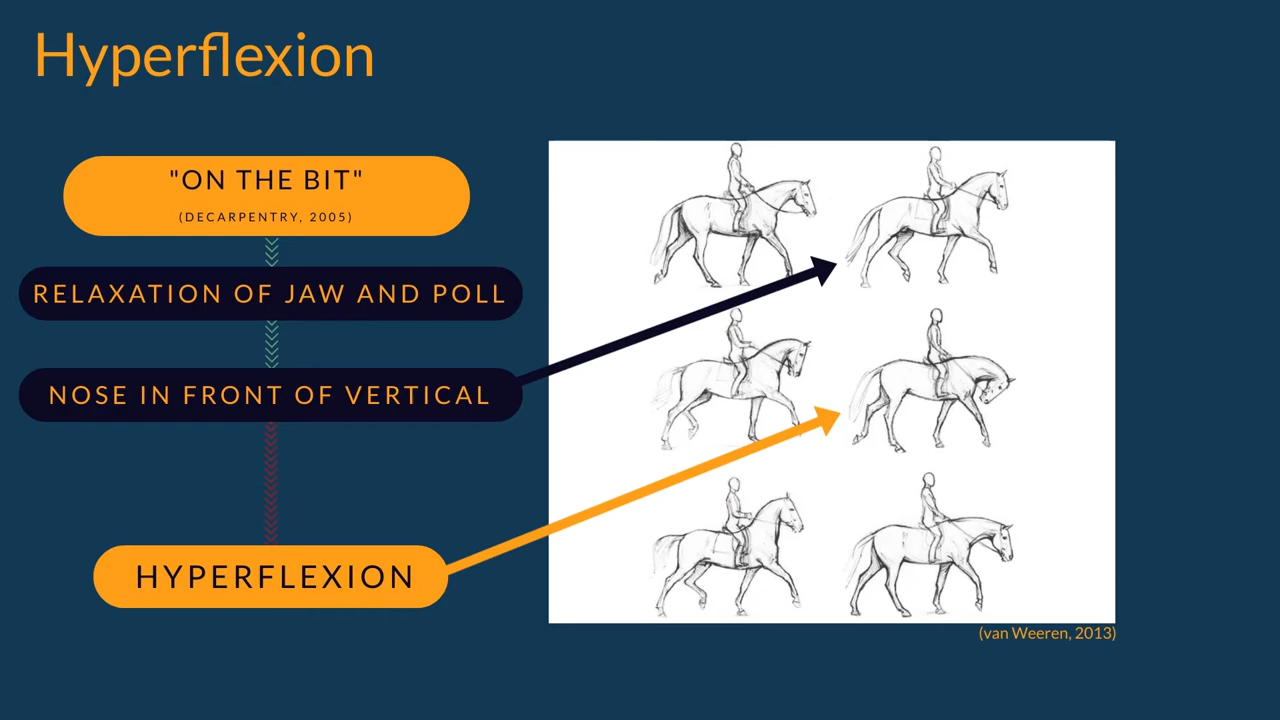 Hyperflexion
"ON THE BIT"
(DECARPENTRY, 2005)
RELAXATION OF JAW AND POLL
NOSE IN FRONT OF VERTICAL
HYPERFLEXION
(van Weeren, 2013)